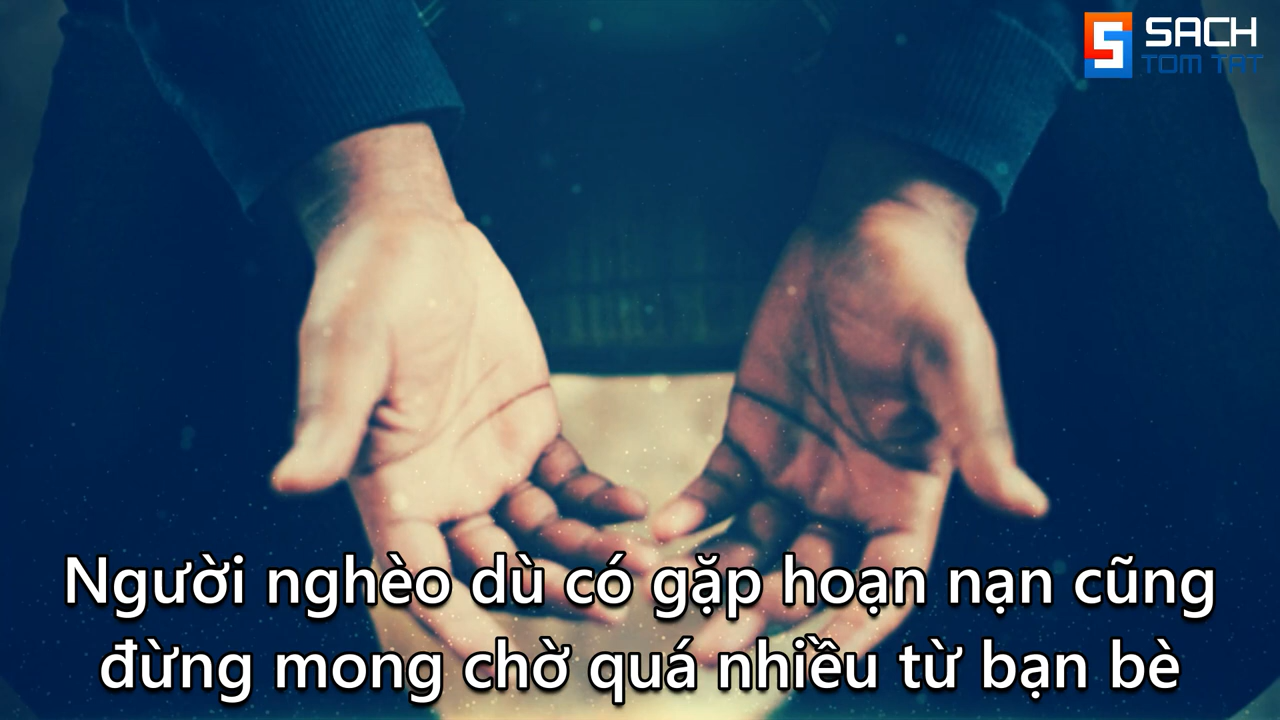 SACH
TOM TAT
Người nghèo dù có gặp hoạn nạn cũng
đừng mong chờ quá nhiều từ bạn bè